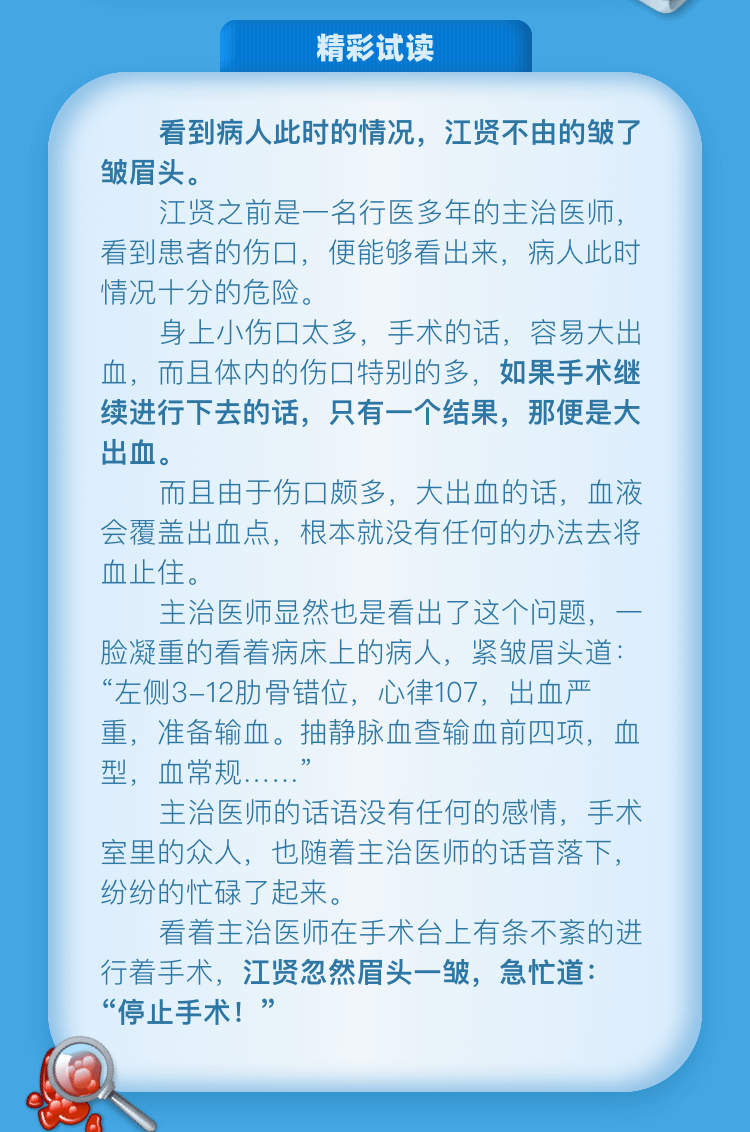 精彩试读
看到病人此时的情况，江贤不由的皱了
皱眉头。
江贤之前是一名行医多年的主治医师，
看到患者的伤口，便能够看出来，病人此时
情况十分的危险。
身上小伤口太多，手术的话，容易大出
血，而且体内的伤口特别的多，如果手术继
续进行下去的话，只有一个结果，那便是大
出血。
而且由于伤口颇多，大出血的话，血液
会覆盖出血点，根本就没有任何的办法去将
血止住。
主治医师显然也是看出了这个问题，一
脸凝重的看着病床上的病人，紧皱眉头道：
“左侧3-12肋骨错位，心律107，出血严
重，准备输血。抽静脉血查输血前四项，血
型，血常规……”
主治医师的话语没有任何的感情，手术
室里的众人，也随着主治医师的话音落下，
纷纷的忙碌了起来。
看着主治医师在手术台上有条不紊的进
行着手术，江贤忽然眉头一皱，急忙道：
“停止手术！”